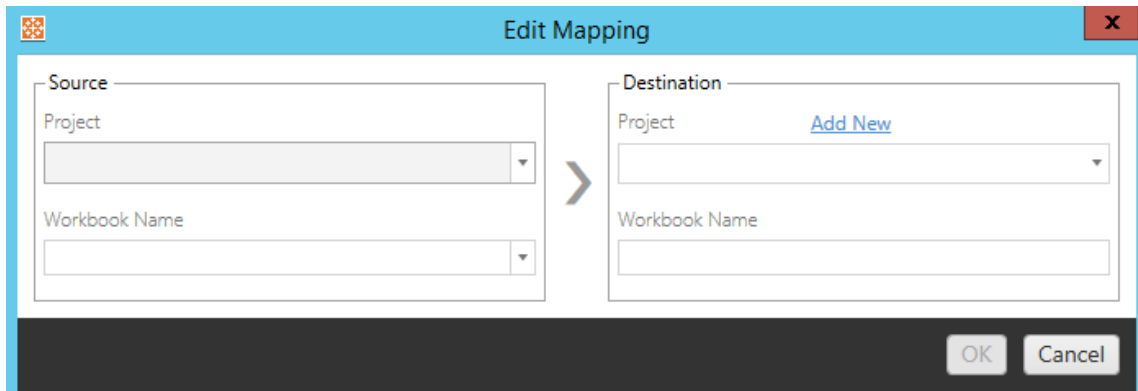 Edit Mapping
x
Source
Project
Workbook Name
Destination
Project Add New
Workbook Name
OK Cancel